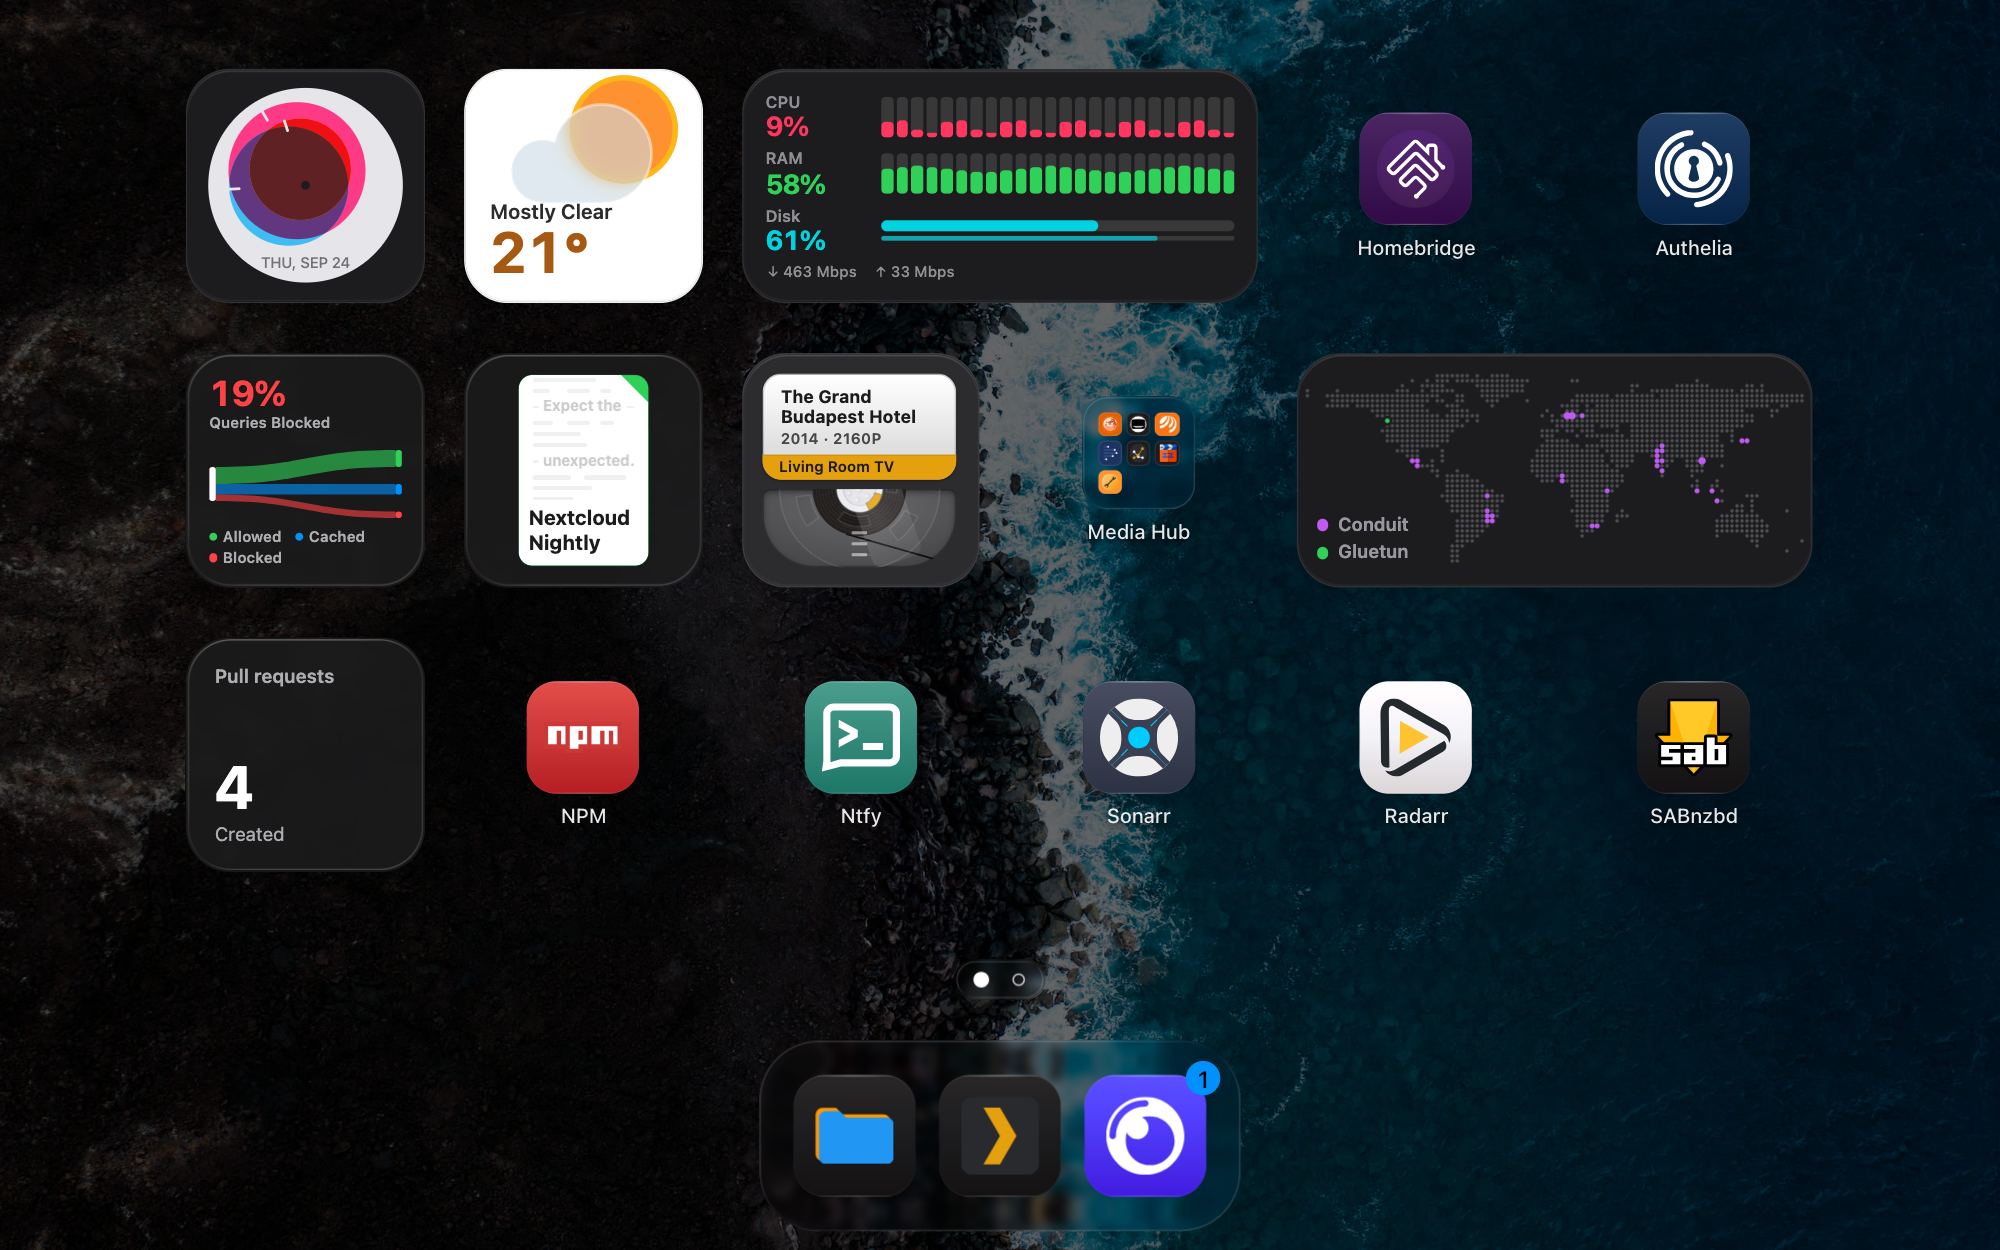 THU, SEP 24
Mostly Clear
21°
CPU
9%
RAM
58%
Disk
61%
↓ 463 Mbps ↑ 33 Mbps
Homebridge
Authelia
19%
Queries Blocked
Allowed
Cached
Blocked
Expect the
unexpected.
Nextcloud
Nightly
The Grand
Budapest Hotel
2014 · 2160P
Living Room TV
Media Hub
Conduit
Gluetun
Pull requests
4
Created
npm
NPM
Ntfy
Sonarr
Radarr
sab
SABnzbd
1